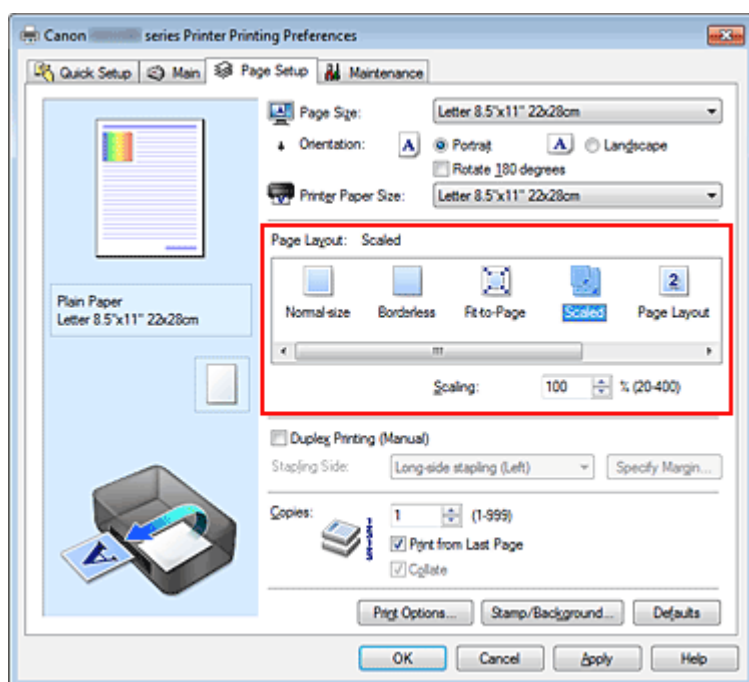 Canon series Printer Printing Preferences
Quick Setup Main Page Setup Maintenance
Page Size: Letter 8.5"x11" 22x28cm
Orientation: A Portrait A Landscape
Rotate 180 degrees
Printer Paper Size: Letter 8.5"x11" 22x28cm
Page Layout: Scaled
2
Normal-size Borderless Fit-to-Page Scaled Page Layout
Scaling: 100 % (20-400)
Plain Paper
Letter 8.5"x11" 22x28cm
Duplex Printing (Manual)
Stapling Side: Long-side stapling (Left) Specify Margin...
Copies: 1 (1-999)
Print from Last Page
Collate
A
Print Options... Stamp/Background... Defaults
OK Cancel Apply Help